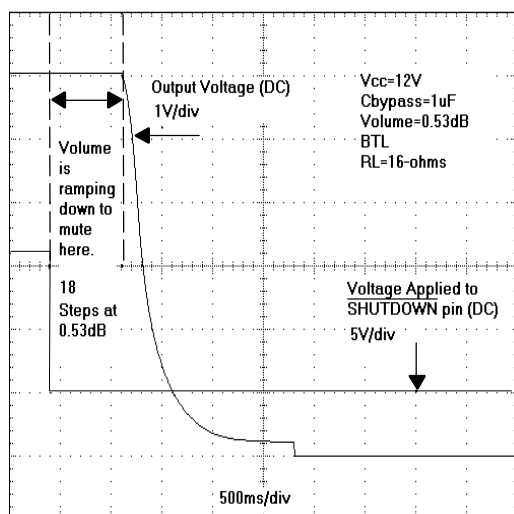 Output Voltage (DC)
1V/div
Vcc=12V
Cbypass=1uF
Volume=0.53dB
BTL
RL=16-ohms
Volume
is
ramping
down to
mute
here.
18
Steps at
0.53dB
Voltage Applied to
SHUTDOWN pin (DC)
5V/div
500ms/div